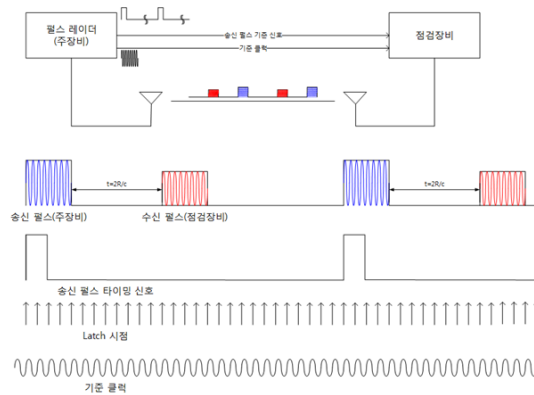 펄스 레이더
(주장비)
송신 펄스 기준 신호
기준 클럭
점검장비
t=2R/c
t=2R/c
송신 펄스(주장비)
수신 펄스(점검장비)
송신 펄스 타이밍 신호
Latch 시점
기준 클럭